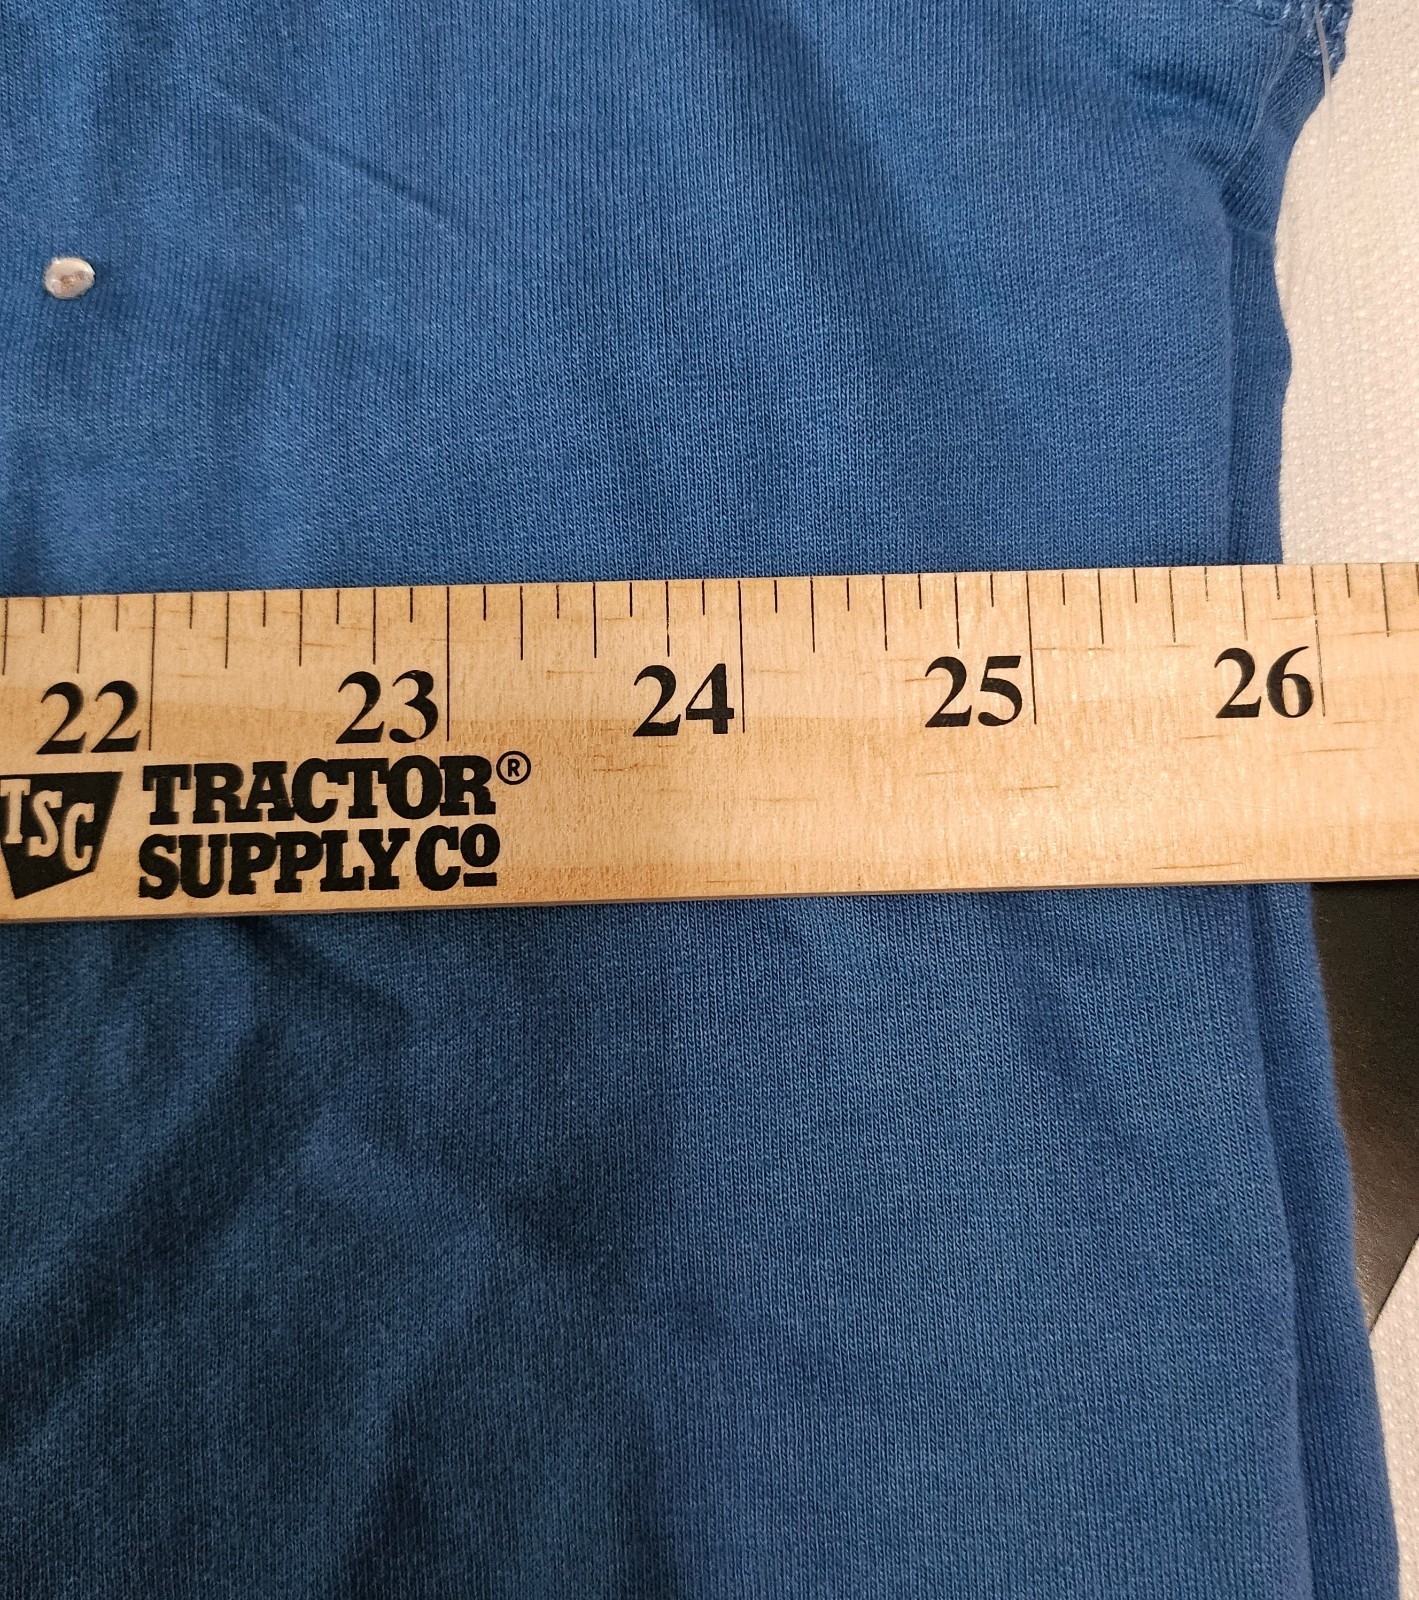 22 23 24 25 26
TSC TRACTOR®
SUPPLY Cº